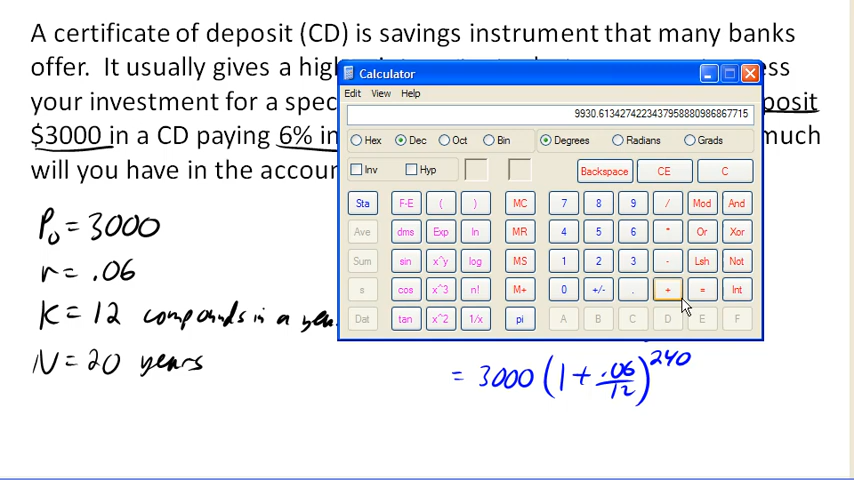 A certificate of deposit (CD) is savings instrument that many banks
offer. It usually gives a hig
ess
your investment for a spec
posit
$3000 in a CD paying 6% in
much
will you have in the accoun
Calculator
Edit View Help
9930.6134274223437958880986867715
Hex Dec Oct Bin Degrees Radians Grads
Inv Hyp Backspace CE C
Sta F-E ( ) MC 7 8 9 / Mod And
Ave dms Exp ln MR 4 5 6 * Or Xor
Sum sin x^y log MS 1 2 3 - Lsh Not
s cos x^3 n! M+ 0 +/- . + = Int
Dat tan x^2 1/x pi A B C D E F
P₀ = 3000
r = .06
K = 12 compounds in a year
N = 20 years
= 3000 (1 + .06/12)^240